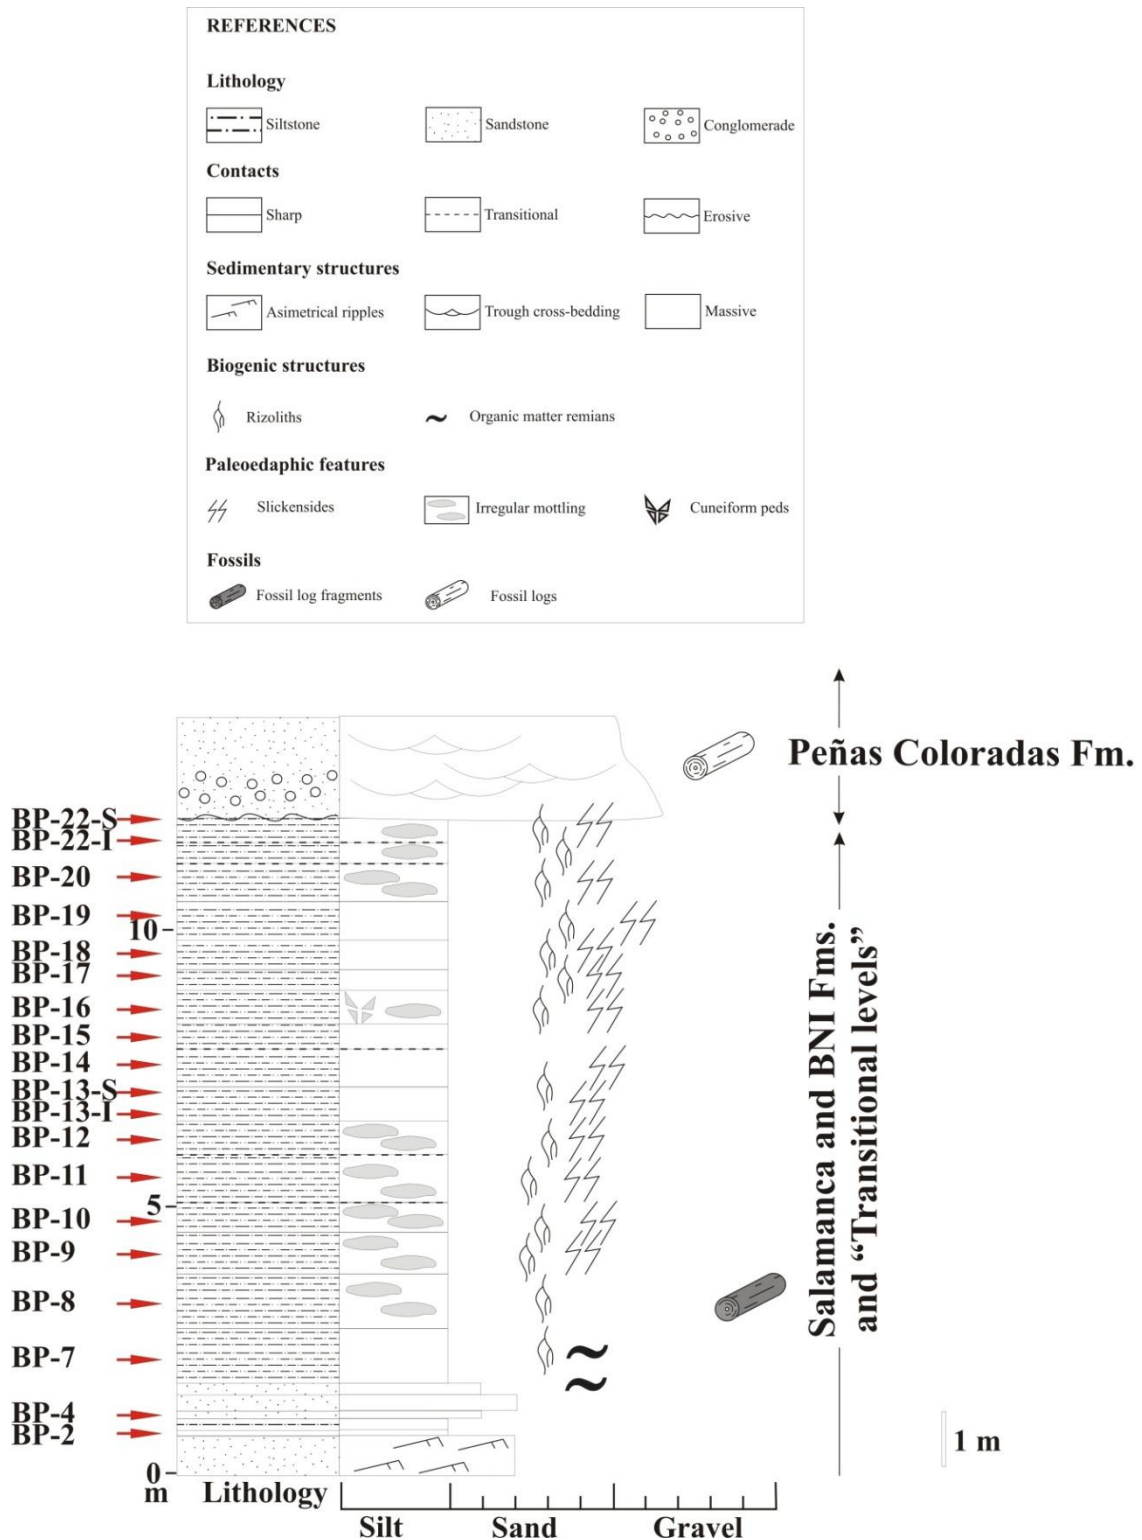 REFERENCES
Lithology
Siltstone Sandstone Conglomerade
Contacts
Sharp Transitional Erosive
Sedimentary structures
Asimetrical ripples Trough cross-bedding Massive
Biogenic structures
Rizoliths Organic matter remians
Paleoedaphic features
Slickensides Irregular mottling Cuneiform peds
Fossils
Fossil log fragments Fossil logs
Peñas Coloradas Fm.
BP-22-S
BP-22-I
BP-20
BP-19
10
BP-18
BP-17
BP-16
BP-15
BP-14
BP-13-S
BP-13-I
BP-12
BP-11
5
BP-10
BP-9
BP-8
BP-7
BP-4
BP-2
0
m
Salamanca and BNI Fms.
and “Transitional levels”
1 m
Lithology
Silt Sand Gravel